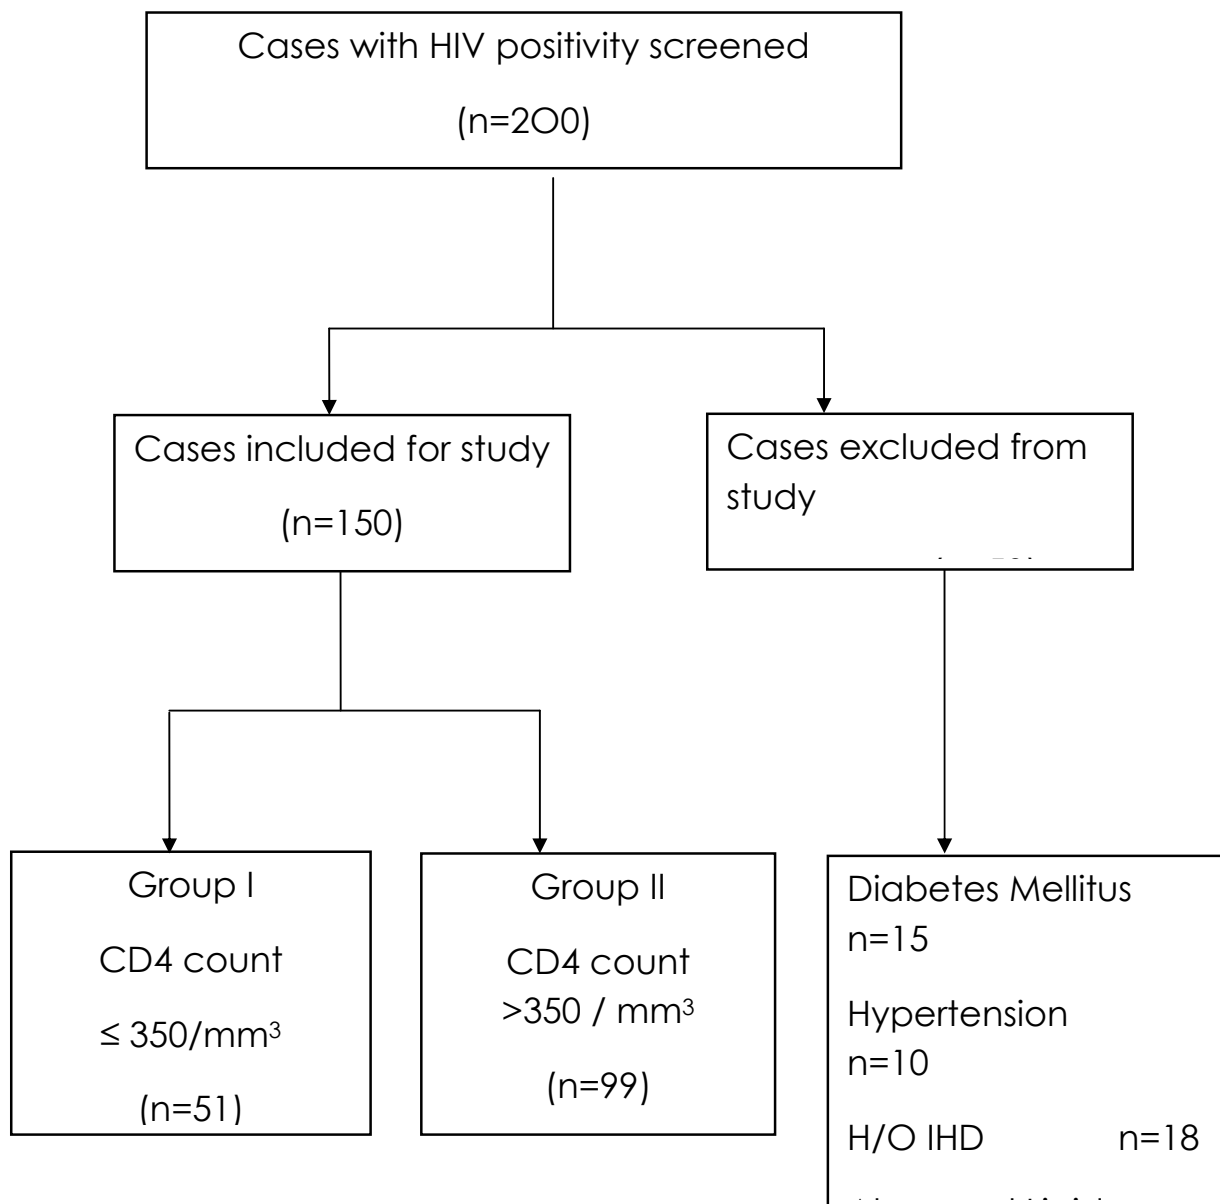 Cases with HIV positivity screened
(n=2O0)
Cases included for study
(n=150)
Cases excluded from
study
Group I
CD4 count
≤ 350/mm³
(n=51)
Group II
CD4 count
>350 / mm³
(n=99)
Diabetes Mellitus
n=15
Hypertension
n=10
H/O IHD n=18